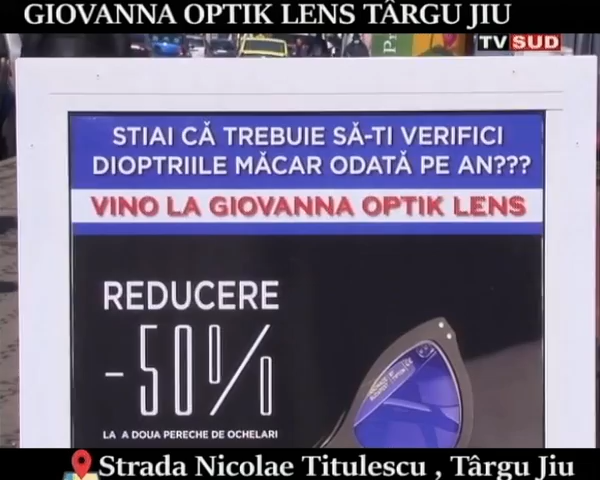 GIOVANNA OPTIK LENS TÂRGU JIU
TV SUD
STIAI CĂ TREBUIE SĂ-TI VERIFICI
DIOPTRIILE MĂCAR ODATĂ PE AN???
VINO LA GIOVANNA OPTIK LENS
REDUCERE
-50%
LA A DOUA PERECHE DE OCHELARI
Strada Nicolae Titulescu , Târgu Jiu